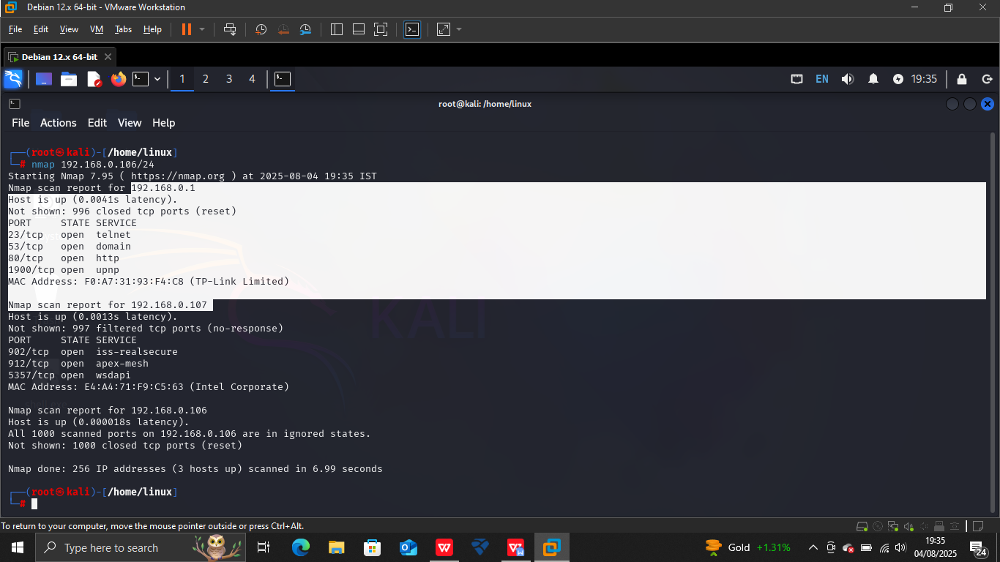 Debian 12.x 64-bit - VMware Workstation
File Edit View VM Tabs Help
Debian 12.x 64-bit
1 2 3 4 EN 19:35
root@kali: /home/linux
File Actions Edit View Help
┌──(root㉿kali)-[/home/linux]
└─# nmap 192.168.0.106/24
Starting Nmap 7.95 ( https://nmap.org ) at 2025-08-04 19:35 IST
Nmap scan report for 192.168.0.1
Host is up (0.0041s latency).
Not shown: 996 closed tcp ports (reset)
PORT     STATE SERVICE
23/tcp   open  telnet
53/tcp   open  domain
80/tcp   open  http
1900/tcp open  upnp
MAC Address: F0:A7:31:93:F4:C8 (TP-Link Limited)
Nmap scan report for 192.168.0.107
Host is up (0.0013s latency).
Not shown: 997 filtered tcp ports (no-response)
PORT     STATE SERVICE
902/tcp  open  iss-realsecure
912/tcp  open  apex-mesh
5357/tcp open  wsdapi
MAC Address: E4:A4:71:F9:C5:63 (Intel Corporate)
Nmap scan report for 192.168.0.106
Host is up (0.000018s latency).
All 1000 scanned ports on 192.168.0.106 are in ignored states.
Not shown: 1000 closed tcp ports (reset)
Nmap done: 256 IP addresses (3 hosts up) scanned in 6.99 seconds
┌──(root㉿kali)-[/home/linux]
└─#
KALI
To return to your computer, move the mouse pointer outside or press Ctrl+Alt.
Type here to search
Gold +1.31%
19:35
04/08/2025
24